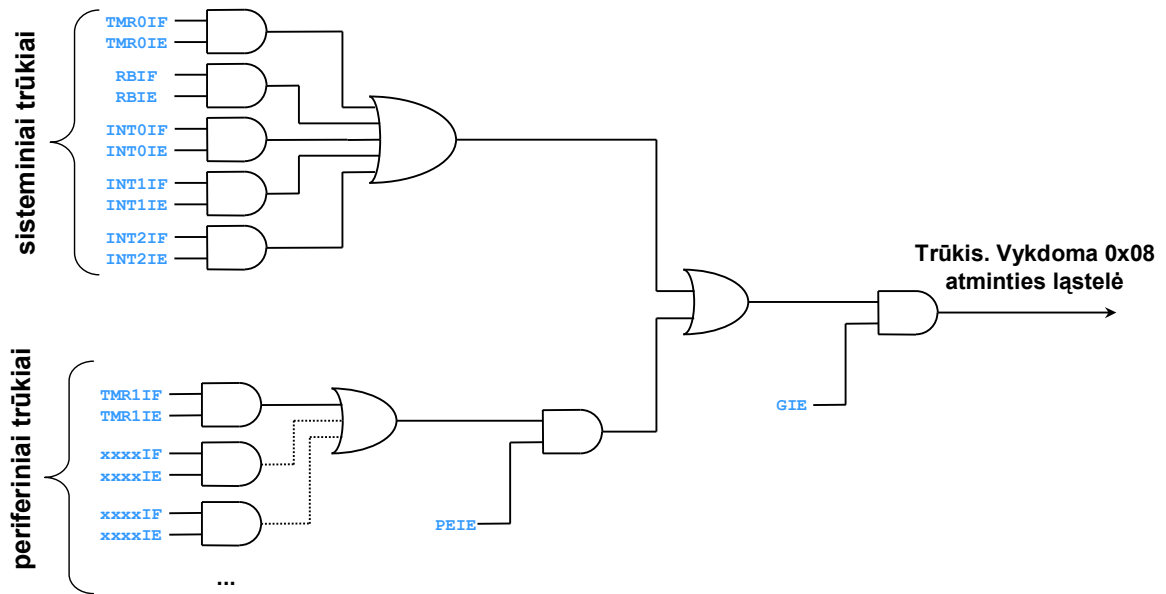 sisteminiai trūkiai
TMR0IF
TMR0IE
RBIF
RBIE
INT0IF
INT0IE
INT1IF
INT1IE
INT2IF
INT2IE
Trūkis. Vykdoma 0x08
atminties ląstelė
GIE
periferiniai trūkiai
TMR1IF
TMR1IE
xxxxIF
xxxxIE
xxxxIF
xxxxIE
PEIE
...